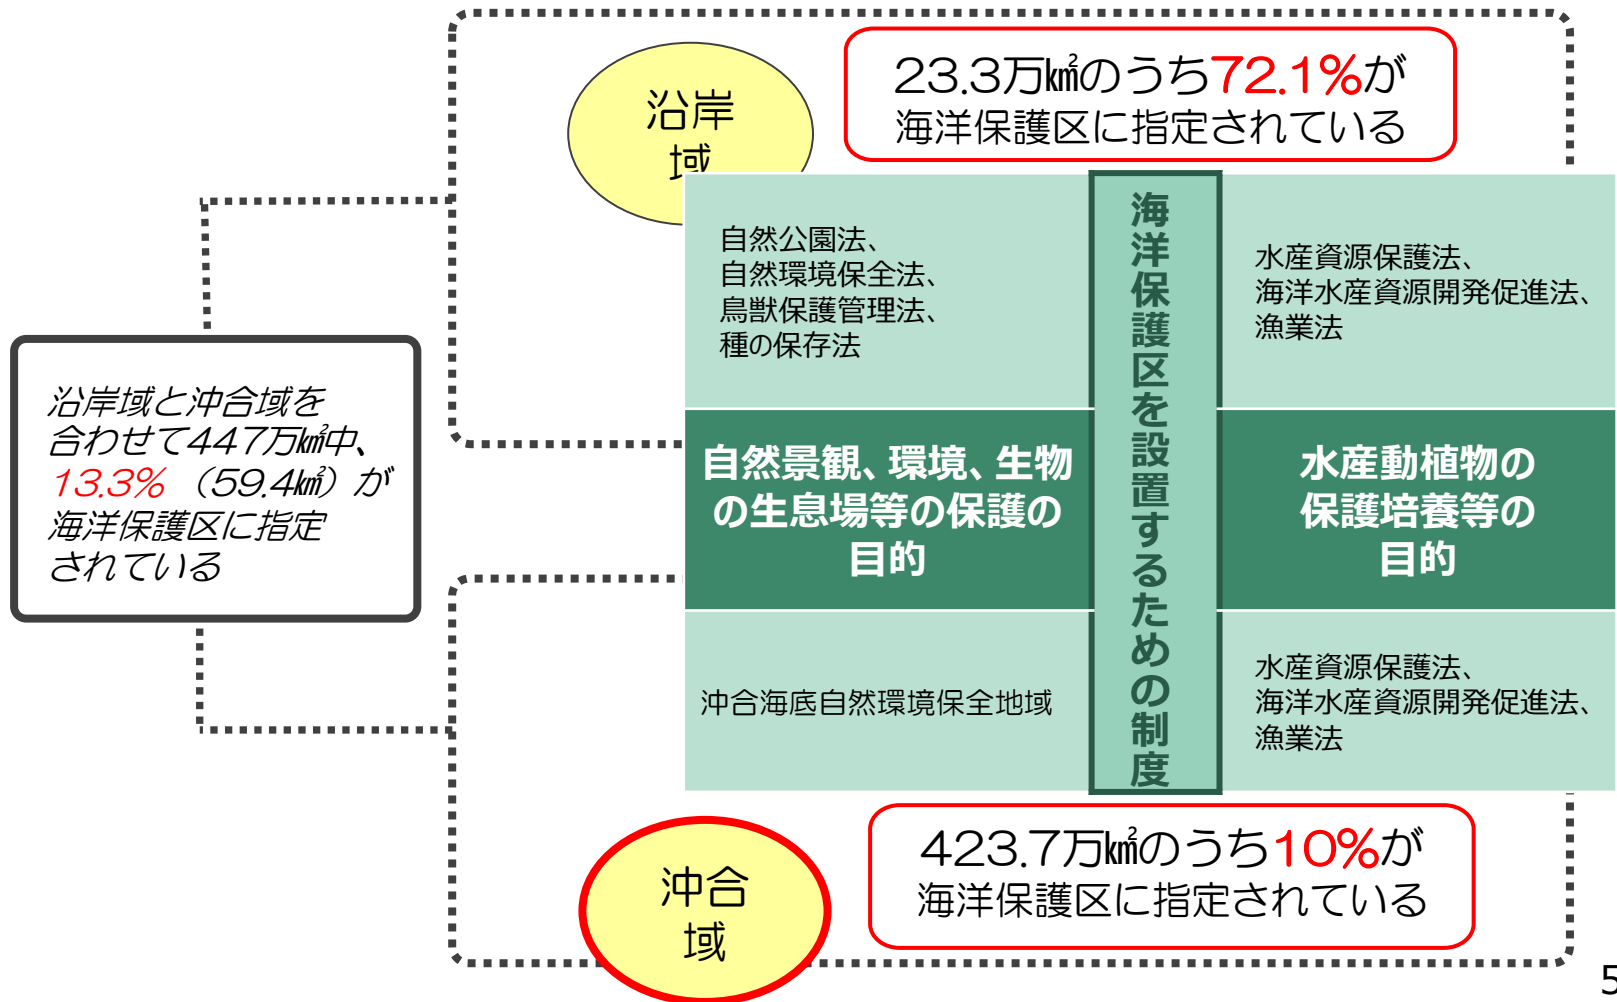 沿岸
域
23.3万㎢のうち72.1%が
海洋保護区に指定されている
自然公園法、
自然環境保全法、
鳥獣保護管理法、
種の保存法
海洋保護区を設置するための制度
水産資源保護法、
海洋水産資源開発促進法、
漁業法
沿岸域と沖合域を
合わせて447万㎢中、
13.3% （59.4㎢）が
海洋保護区に指定
されている
自然景観、環境、生物
の生息場等の保護の
目的
水産動植物の
保護培養等の
目的
沖合海底自然環境保全地域
水産資源保護法、
海洋水産資源開発促進法、
漁業法
沖合
域
423.7万㎢のうち10%が
海洋保護区に指定されている
5